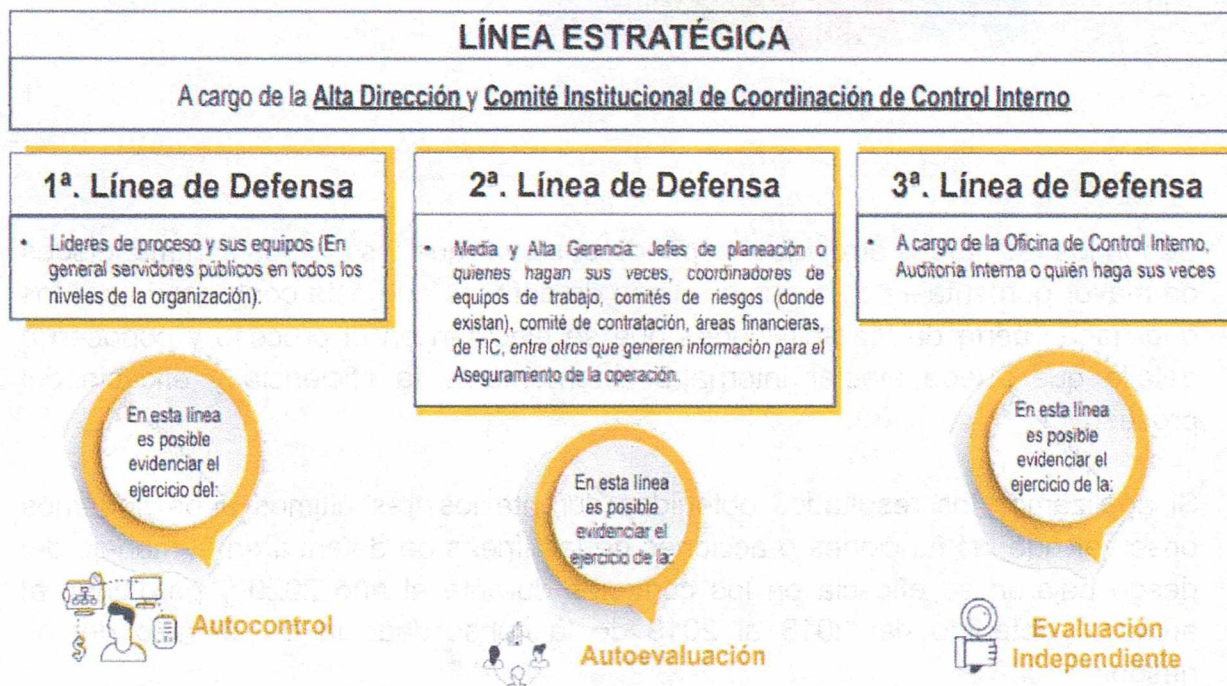 LÍNEA ESTRATÉGICA
A cargo de la Alta Dirección y Comité Institucional de Coordinación de Control Interno
1ª. Línea de Defensa
• Lideres de proceso y sus equipos (En
general servidores públicos en todos los
niveles de la organización).
En esta línea
es posible
evidenciar el
ejercicio del:
Autocontrol
2ª. Línea de Defensa
• Media y Alta Gerencia: Jefes de planeación o
quienes hagan sus veces, coordinadores de
equipos de trabajo, comités de riesgos (donde
existan), comité de contratación, áreas financieras,
de TIC, entre otros que generen información para el
Aseguramiento de la operación.
En esta línea
es posible
evidenciar el
ejercicio de la:
Autoevaluación
3ª. Línea de Defensa
• A cargo de la Oficina de Control Interno,
Auditoría Interna o quién haga sus veces
En esta línea
es posible
evidenciar el
ejercicio de la:
Evaluación
Independiente